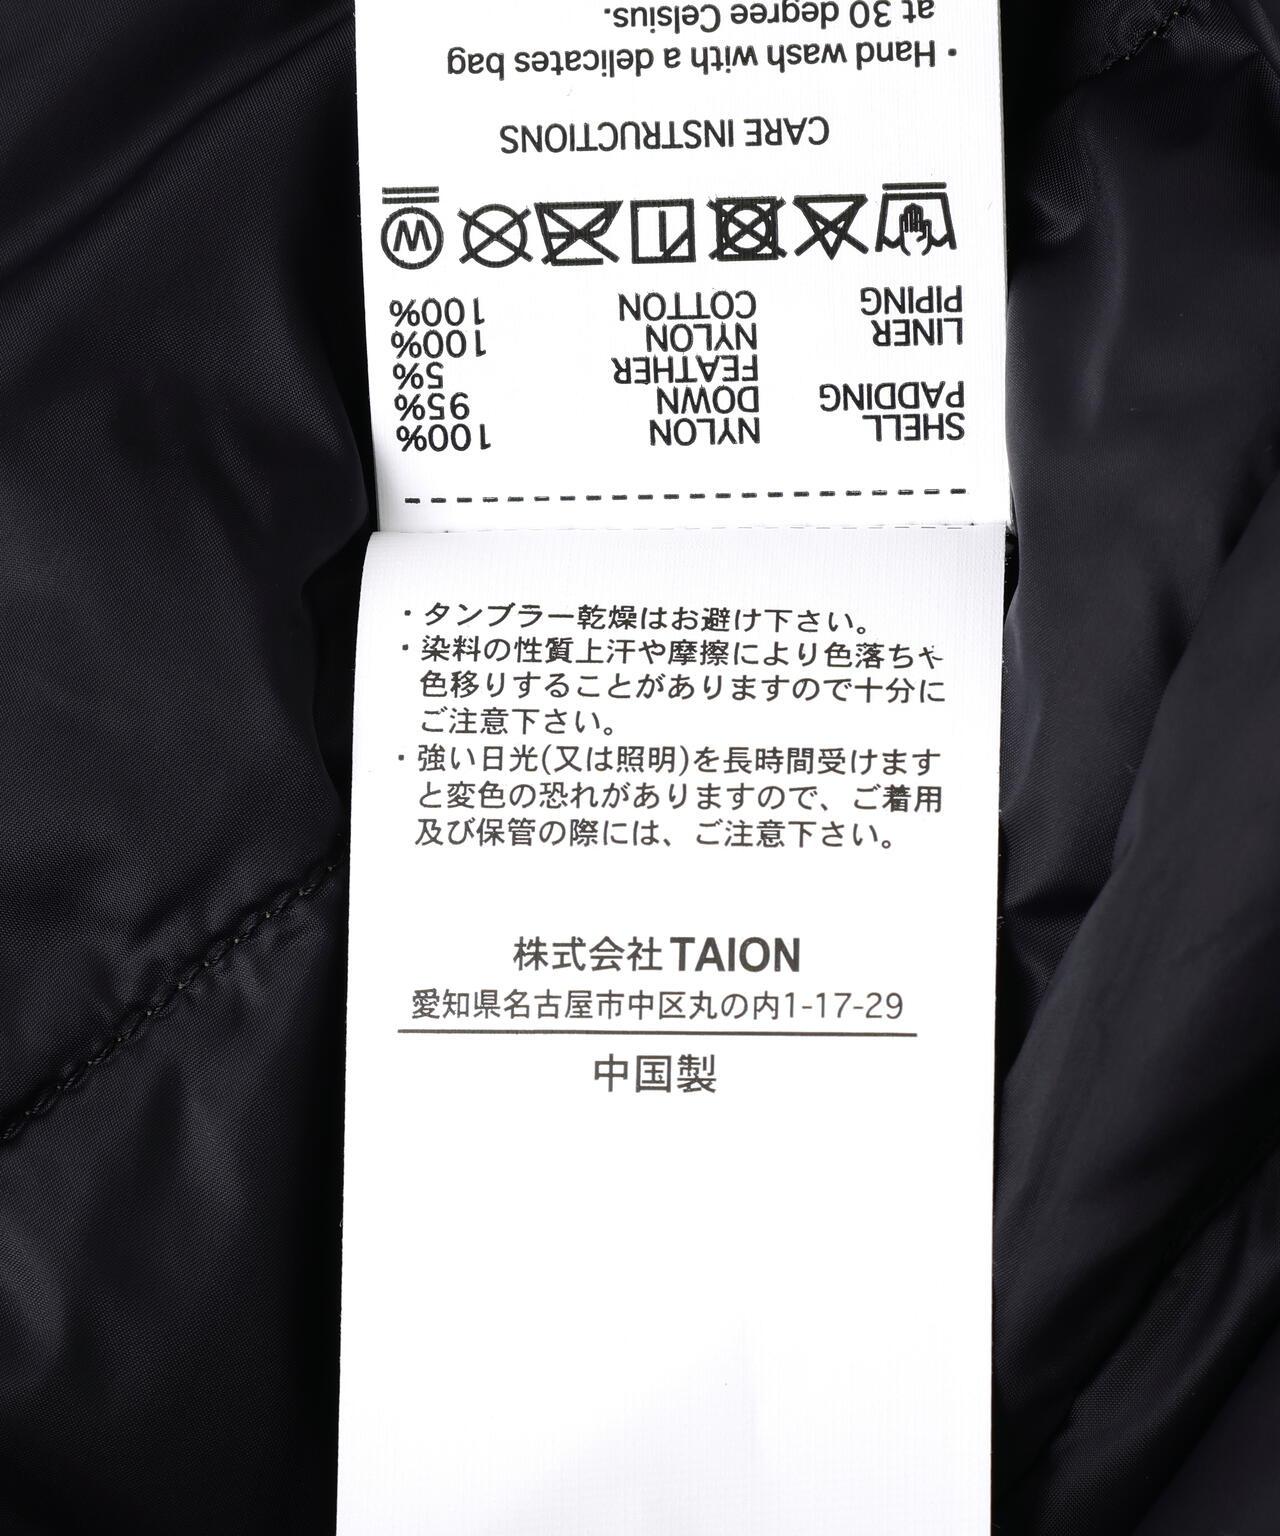 SHELL NYLON 100%
PADDING DOWN 95%
FEATHER 5%
LINER NYLON 100%
PIPING COTTON 100%
W
CARE INSTRUCTIONS
・Hand wash with a delicates bag
at 30 degree Celsius.
・タンブラー乾燥はお避け下さい。
・染料の性質上汗や摩擦により色落ちや
色移りすることがありますので十分に
ご注意下さい。
・強い日光(又は照明)を長時間受けます
と変色の恐れがありますので、ご着用
及び保管の際には、ご注意下さい。
株式会社TAION
愛知県名古屋市中区丸の内1-17-29
中国製